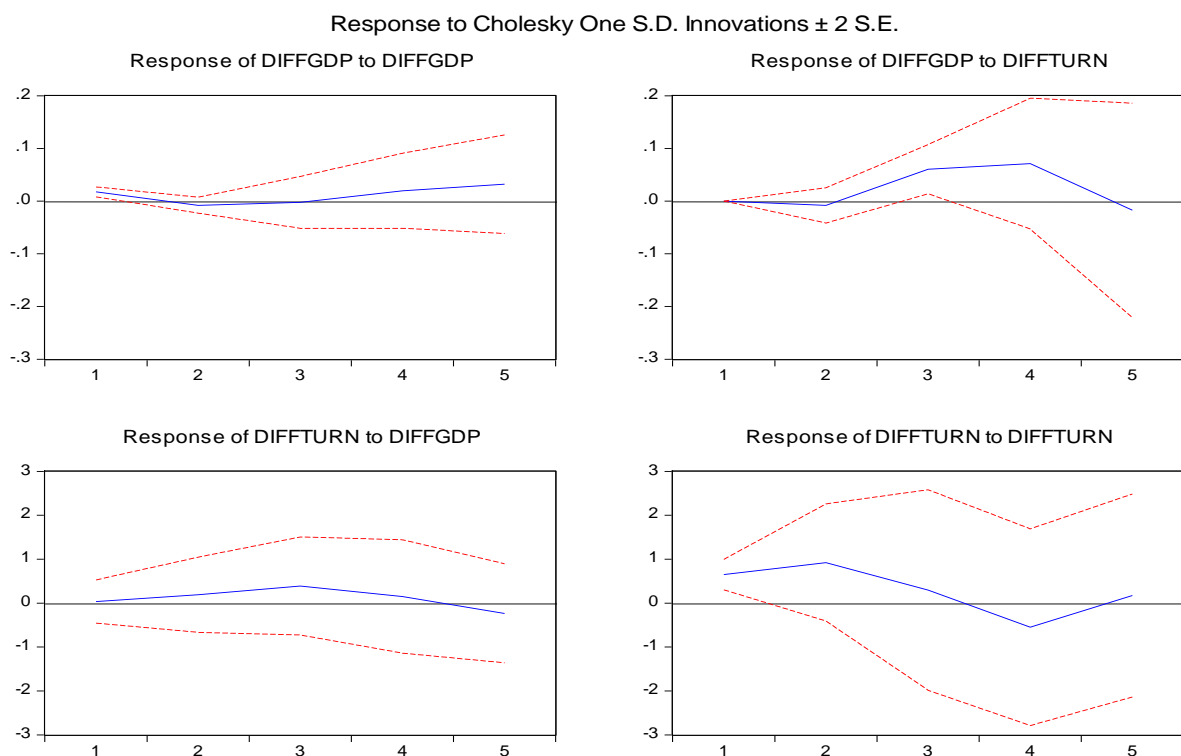 Response to Cholesky One S.D. Innovations ± 2 S.E.
Response of DIFFGDP to DIFFGDP
.2
.1
.0
-.1
-.2
-.3
1 2 3 4 5
Response of DIFFGDP to DIFFTURN
.2
.1
.0
-.1
-.2
-.3
1 2 3 4 5
Response of DIFFTURN to DIFFGDP
3
2
1
0
-1
-2
-3
1 2 3 4 5
Response of DIFFTURN to DIFFTURN
3
2
1
0
-1
-2
-3
1 2 3 4 5